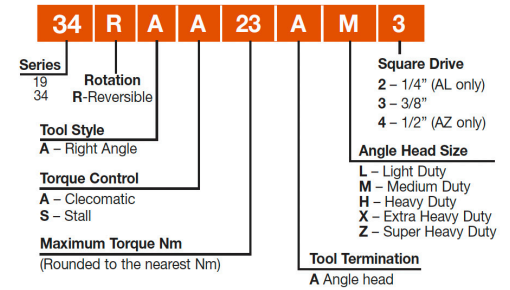 34 R A A 23 A M 3
Series
19
34
Rotation
R-Reversible
Tool Style
A – Right Angle
Torque Control
A – Clecomatic
S – Stall
Maximum Torque Nm
(Rounded to the nearest Nm)
Square Drive
2 – 1/4” (AL only)
3 – 3/8”
4 – 1/2” (AZ only)
Angle Head Size
L – Light Duty
M – Medium Duty
H – Heavy Duty
X – Extra Heavy Duty
Z – Super Heavy Duty
Tool Termination
A Angle head